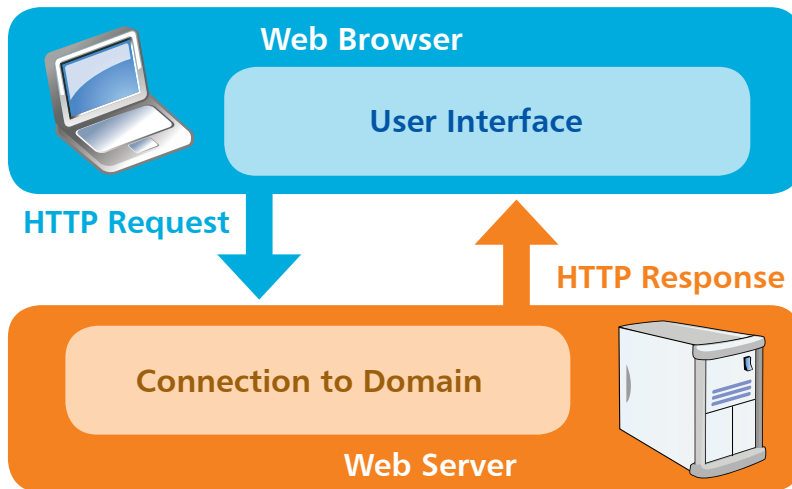 Web Browser
User Interface
HTTP Request
HTTP Response
Connection to Domain
Web Server